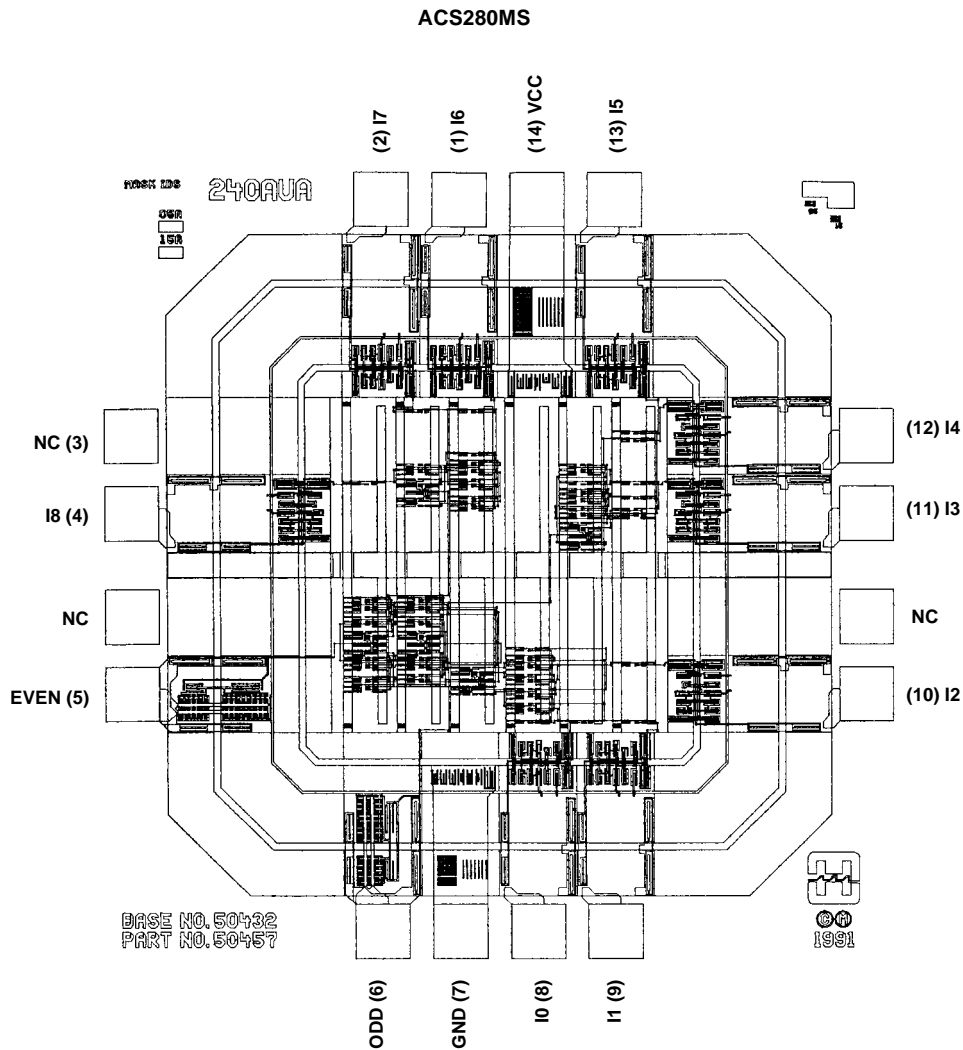 ACS280MS
(2) I7
(1) I6
(14) VCC
(13) I5
MASK IDS
240AUA
05A
15A
NC (3)
(12) I4
I8 (4)
(11) I3
NC
NC
EVEN (5)
(10) I2
BASE NO. 50432
PART NO. 50457
© M
1991
ODD (6)
GND (7)
I0 (8)
I1 (9)